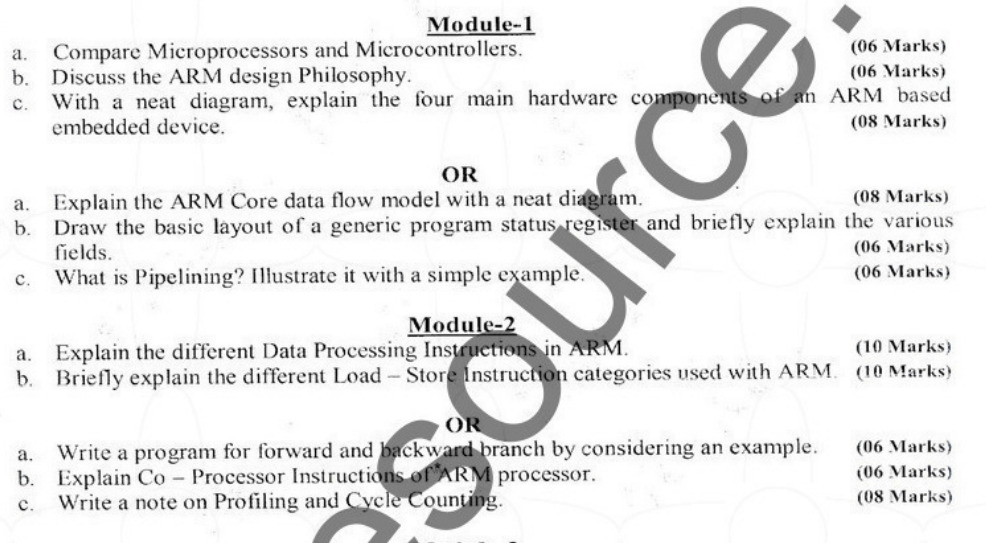 Module-1
a. Compare Microprocessors and Microcontrollers. (06 Marks)
b. Discuss the ARM design Philosophy. (06 Marks)
c. With a neat diagram, explain the four main hardware components of an ARM based
embedded device. (08 Marks)
OR
a. Explain the ARM Core data flow model with a neat diagram. (08 Marks)
b. Draw the basic layout of a generic program status register and briefly explain the various
fields. (06 Marks)
c. What is Pipelining? Illustrate it with a simple example. (06 Marks)
Module-2
a. Explain the different Data Processing Instructions in ARM. (10 Marks)
b. Briefly explain the different Load – Store Instruction categories used with ARM. (10 Marks)
OR
a. Write a program for forward and backward branch by considering an example. (06 Marks)
b. Explain Co – Processor Instructions of ARM processor. (06 Marks)
c. Write a note on Profiling and Cycle Counting. (08 Marks)
esource.